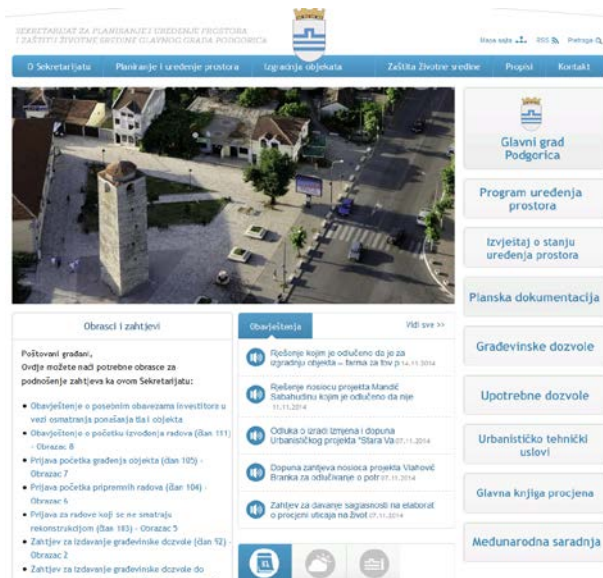 SEKRETARIJAT ZA PLANIRANJE I UREĐENJE PROSTORA
I ZAŠTITU ŽIVOTNE SREDINE GLAVNOG GRADA PODGORICA
Mapa sajta
RSS
Pretraga
O Sekretarijatu
Planiranje i uređenje prostora
Izgradnja objekata
Zaštita životne sredine
Propisi
Kontakt
Glavni grad
Podgorica
Program uređenja
prostora
Izvještaj o stanju
uređenja prostora
Planska dokumentacija
Građevinske dozvole
Upotrebne dozvole
Urbanističko tehnički
uslovi
Glavna knjiga procjena
Međunarodna saradnja
Obrasci i zahtjevi
Poštovani građani,
Ovdje možete naći potrebne obrasce za
podnošenje zahtjeva ka ovom Sekretarijatu:
Obavještenje o posebnim obavezama investitora u
vezi osmatranja ponašanja tla i objekta
Obavještenje o početku izvođenja radova (član 111)
- Obrazac 8
Prijava početka građenja objekta (član 105) -
Obrazac 7
Prijava početka pripremnih radova (član 104) -
Obrazac 6
Prijava za radove koji se ne smatraju
rekonstrukcijom (član 103) - Obrazac 5
Zahtjev za izdavanje građevinske dozvole (član 92) -
Obrazac 2
Zahtjev za izdavanje građevinske dozvole do
Obavještenja
Vidi sve >>
Rješenje kojim je odlučeno da je za
izgradnju objekta – farma za tov p 14.11.2014
Rješenje nosiocu projekta Mandić
Sabahudinu kojim je odlučeno da nije
11.11.2014
Odluka o izradi Izmjena i dopuna
Urbanističkog projekta "Stara Va 07.11.2014
Dopuna zahtjeva nosioca projekta Vlahović
Branka za odlučivanje o potr 07.11.2014
Zahtjev za davanje saglasnosti na elaborat
o procjeni uticaja na život 07.11.2014